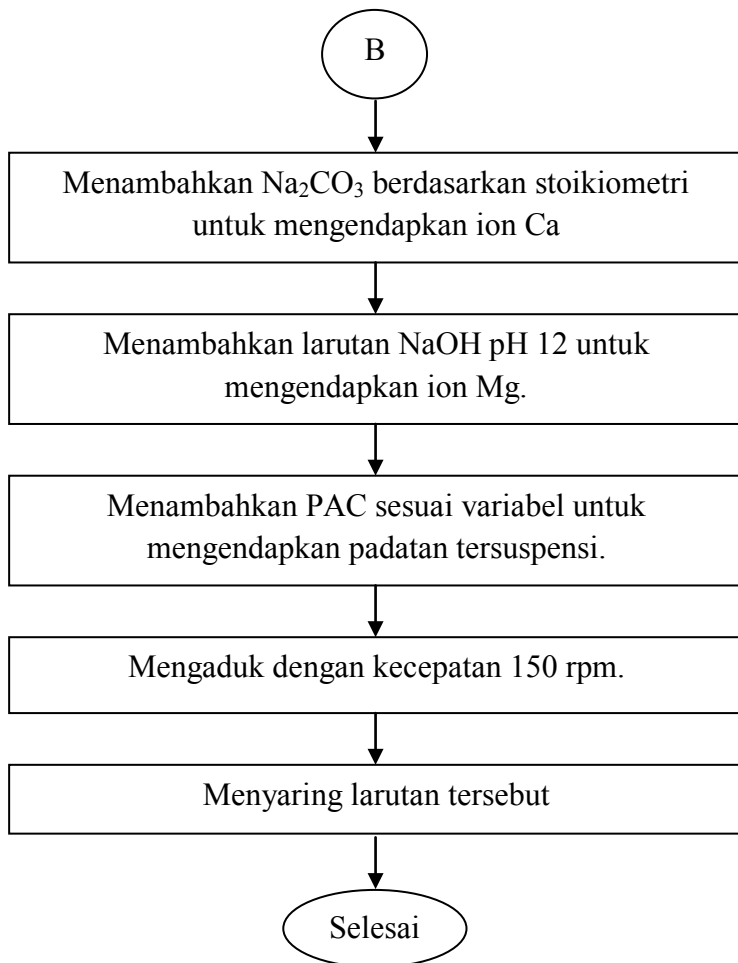 B
Menambahkan Na₂CO₃ berdasarkan stoikiometri
untuk mengendapkan ion Ca
Menambahkan larutan NaOH pH 12 untuk
mengendapkan ion Mg.
Menambahkan PAC sesuai variabel untuk
mengendapkan padatan tersuspensi.
Mengaduk dengan kecepatan 150 rpm.
Menyaring larutan tersebut
Selesai